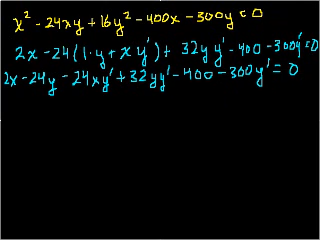 x² - 24xy + 16y² - 400x - 300y = 0
2x - 24(1·y + xy') + 32yy' - 400 - 300y' = 0
2x - 24y - 24xy' + 32yy' - 400 - 300y' = 0